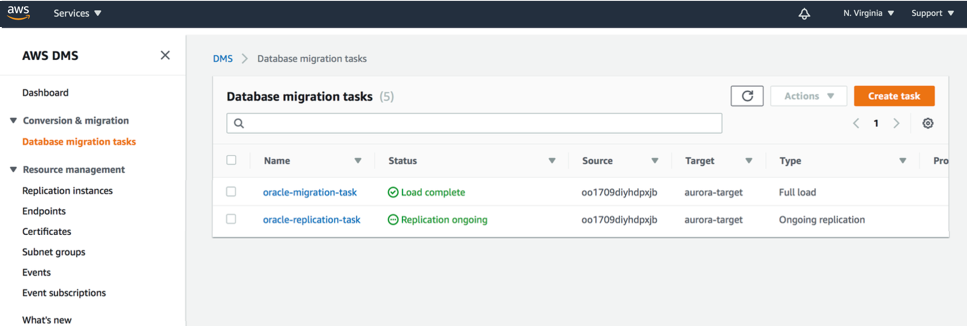 aws Services N. Virginia Support
AWS DMS
DMS Database migration tasks
Dashboard
Conversion & migration
Database migration tasks
Resource management
Replication instances
Endpoints
Certificates
Subnet groups
Events
Event subscriptions
What's new
Database migration tasks (5) Actions Create task
1
Name Status Source Target Type Pro
oracle-migration-task Load complete oo1709diyhdpxjb aurora-target Full load
oracle-replication-task Replication ongoing oo1709diyhdpxjb aurora-target Ongoing replication